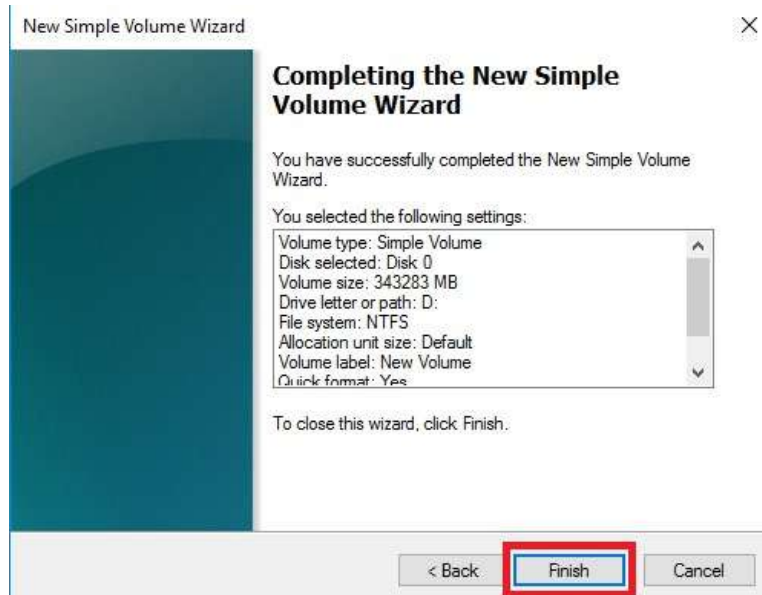 New Simple Volume Wizard
Completing the New Simple
Volume Wizard
You have successfully completed the New Simple Volume
Wizard.
You selected the following settings:
Volume type: Simple Volume
Disk selected: Disk 0
Volume size: 343283 MB
Drive letter or path: D:
File system: NTFS
Allocation unit size: Default
Volume label: New Volume
Quick format: Yes
To close this wizard, click Finish.
< Back
Finish
Cancel